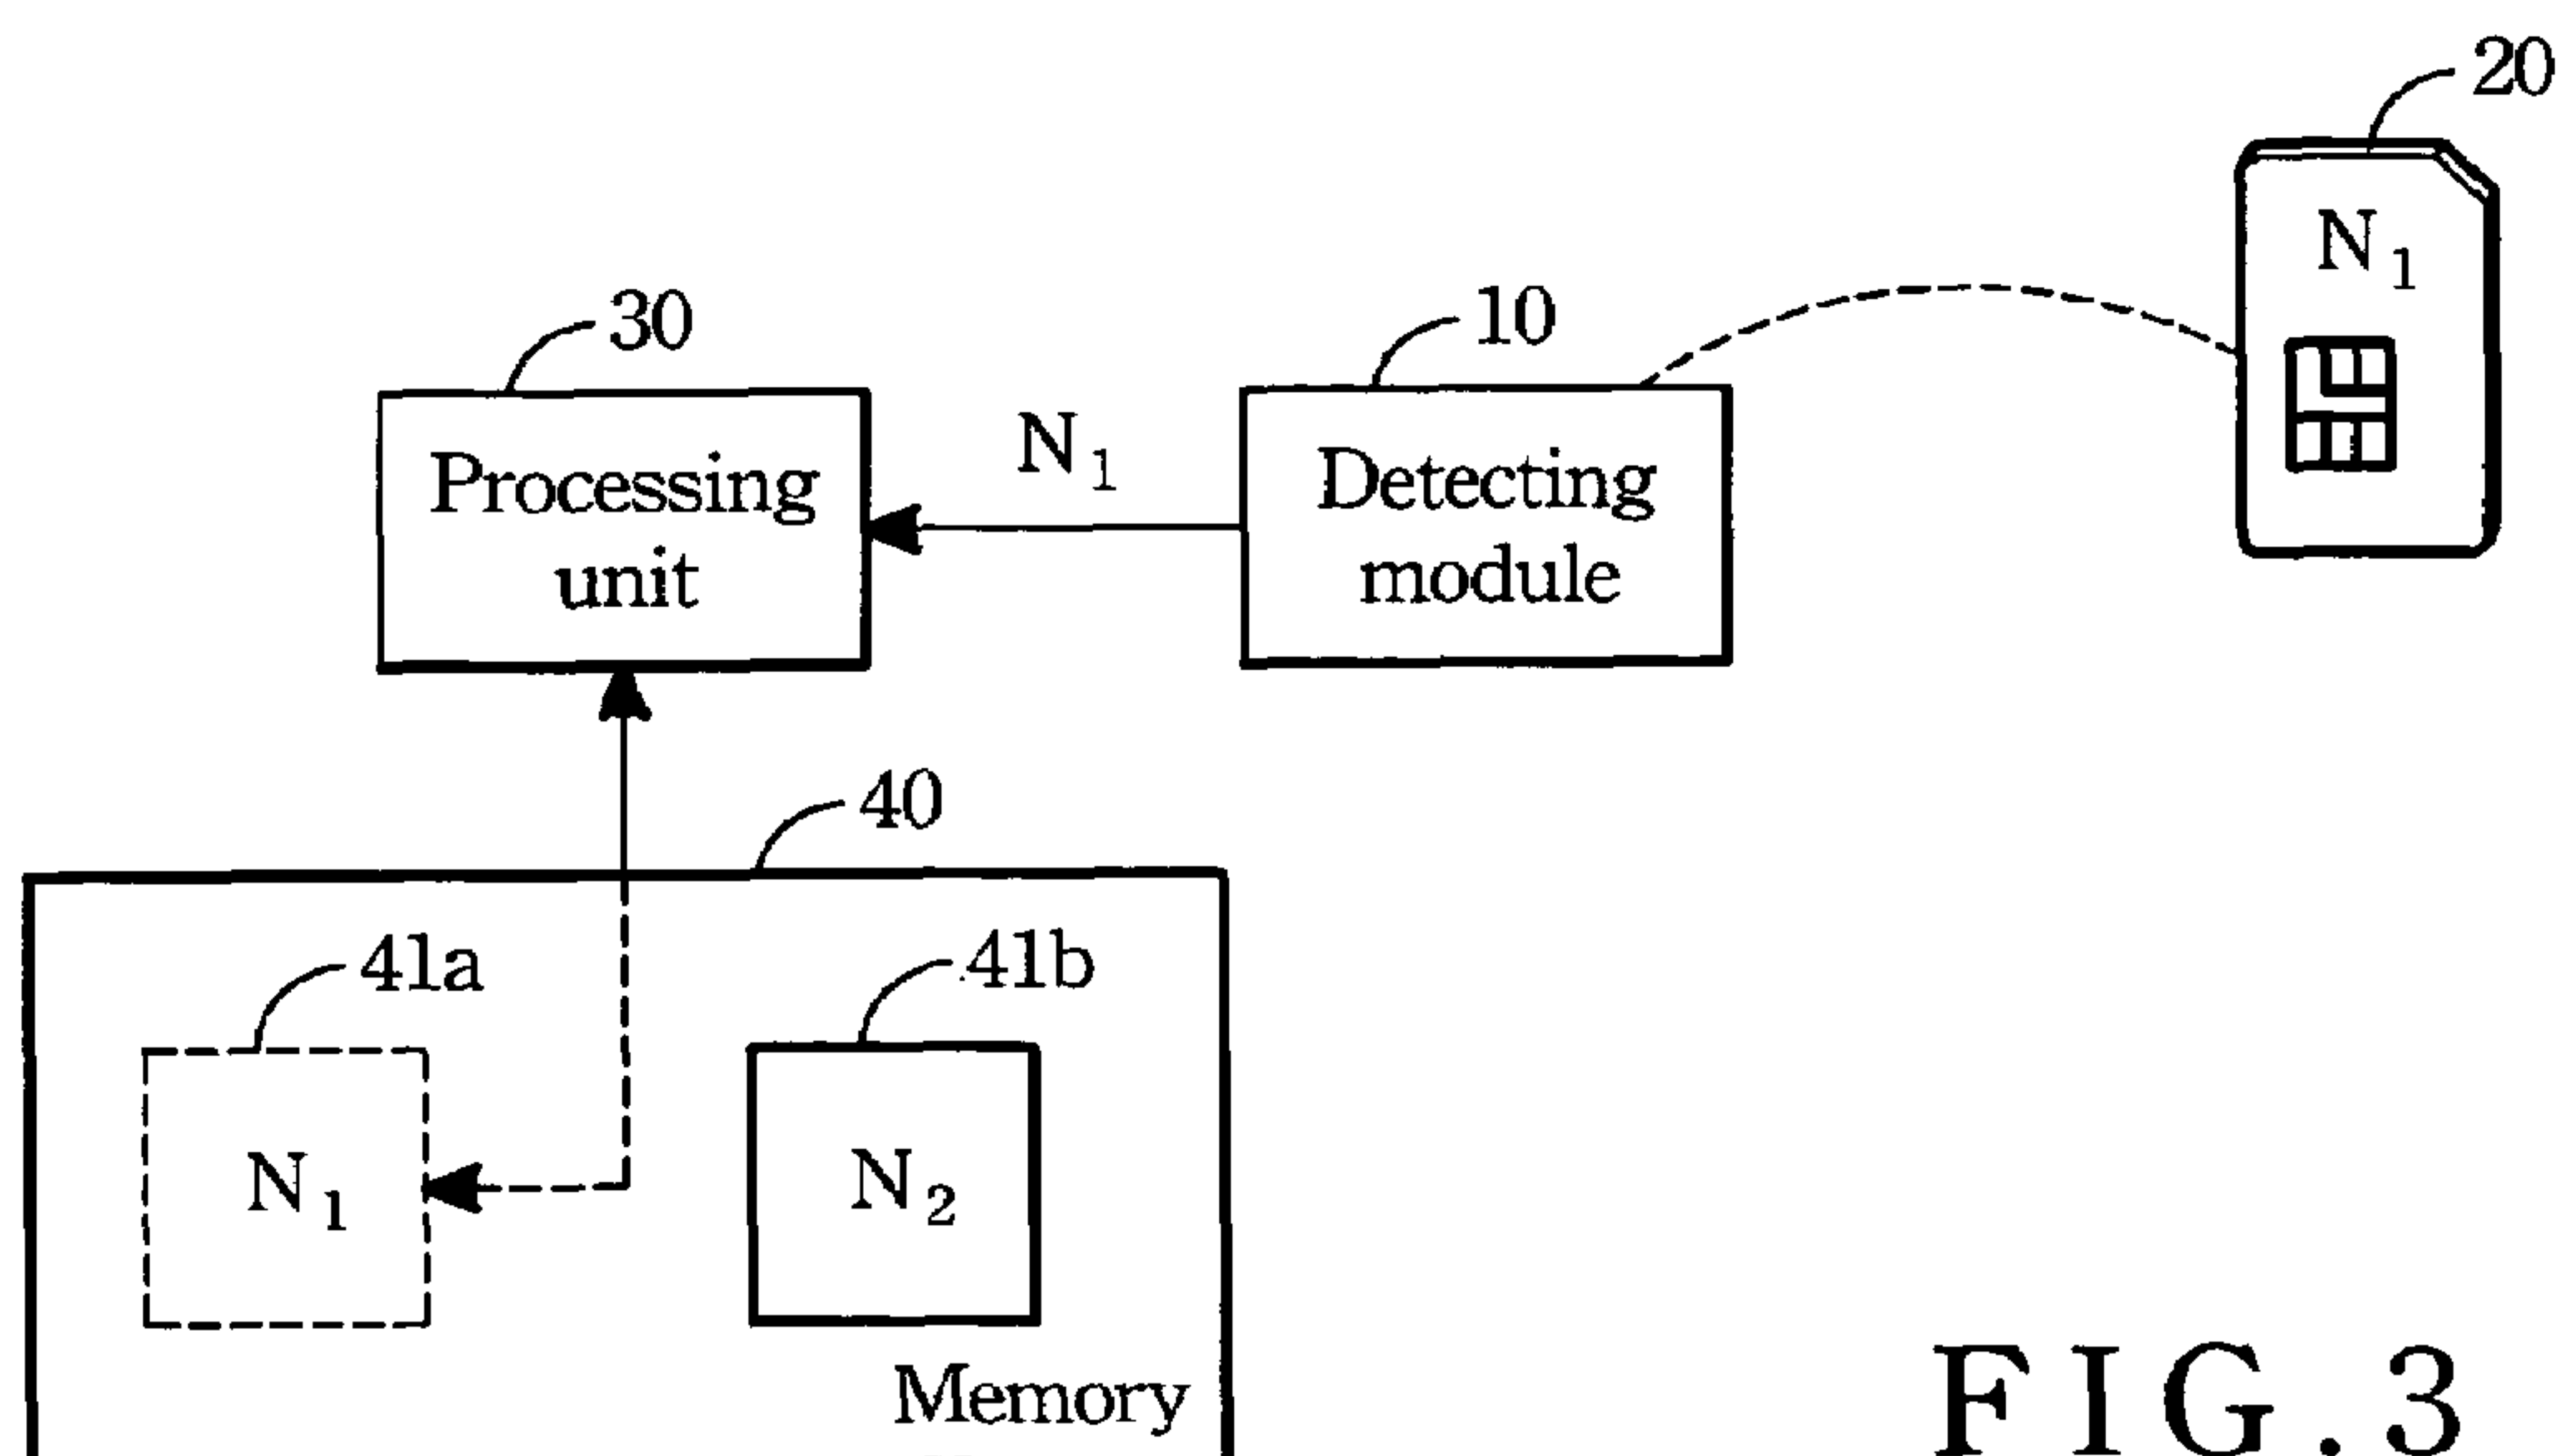 20
N1
30
10
Processing
unit
N1
Detecting
module
40
41a
41b
N1
N2
Memory
FIG.3